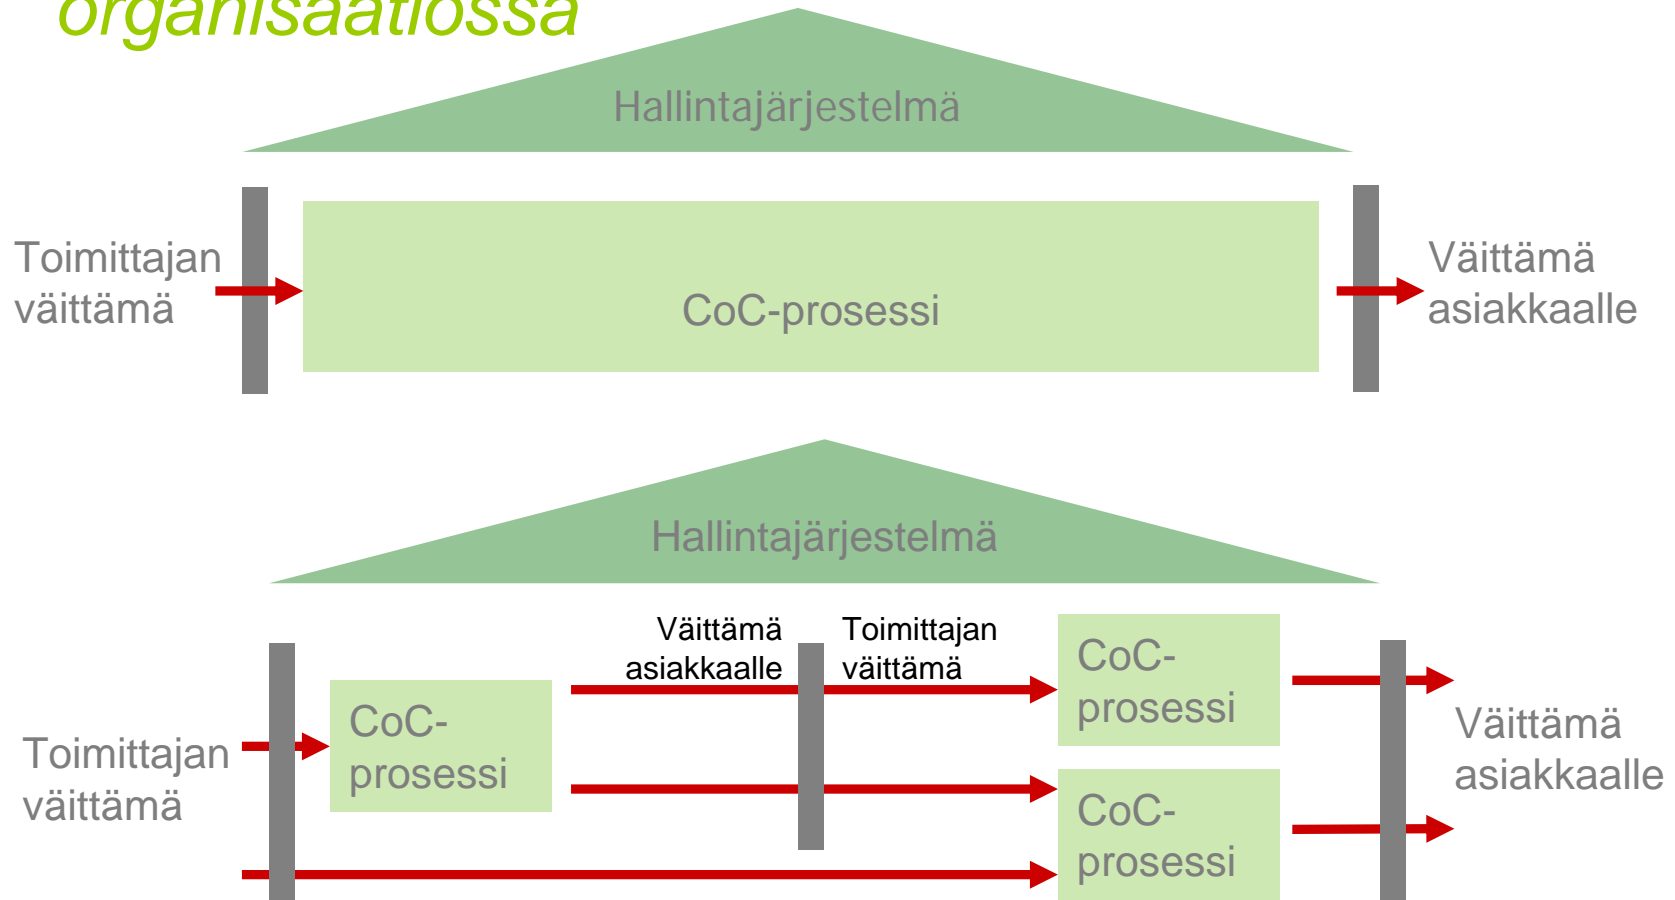 organisaatiossa
Hallintajärjestelmä
Toimittajan
väittämä
CoC-prosessi
Väittämä
asiakkaalle
Hallintajärjestelmä
Väittämä
asiakkaalle
Toimittajan
väittämä
CoC-
prosessi
CoC-
prosessi
Toimittajan
väittämä
Väittämä
asiakkaalle
CoC-
prosessi